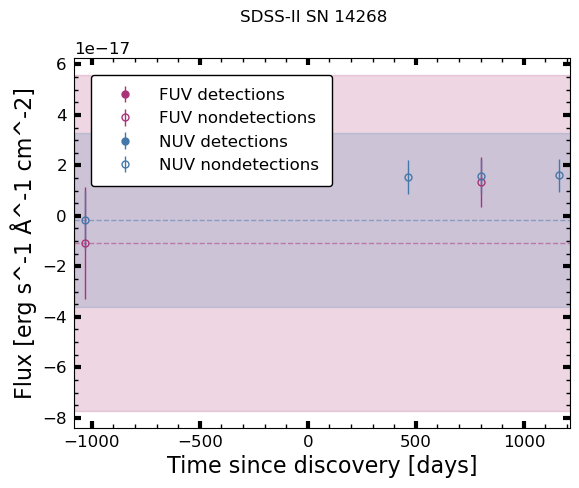 SDSS-II SN 14268
1e−17
6
4
2
0
−2
−4
−6
−8
Flux [erg s^-1 Å^-1 cm^-2]
FUV detections
FUV nondetections
NUV detections
NUV nondetections
−1000 −500 0 500 1000
Time since discovery [days]